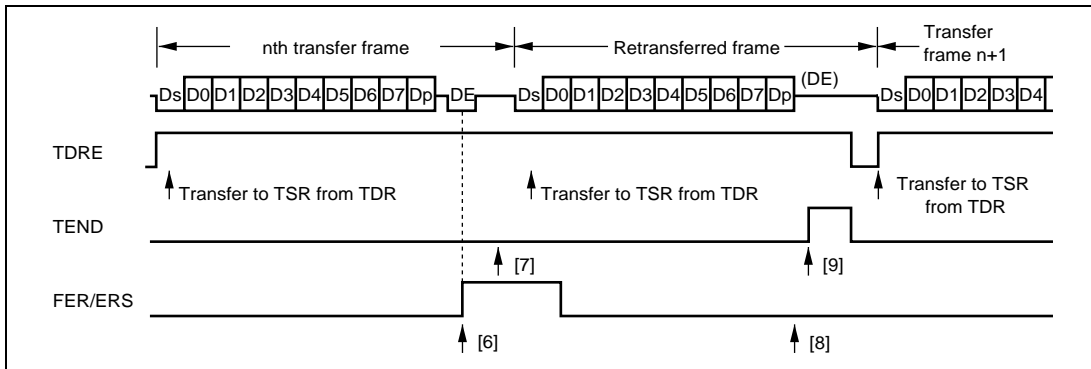 nth transfer frame
Retransferred frame
Transfer
frame n+1
Ds D0 D1 D2 D3 D4 D5 D6 D7 Dp DE
Ds D0 D1 D2 D3 D4 D5 D6 D7 Dp (DE)
Ds D0 D1 D2 D3 D4
TDRE
Transfer to TSR from TDR
Transfer to TSR from TDR
Transfer to TSR
from TDR
TEND
[7]
[9]
FER/ERS
[6]
[8]